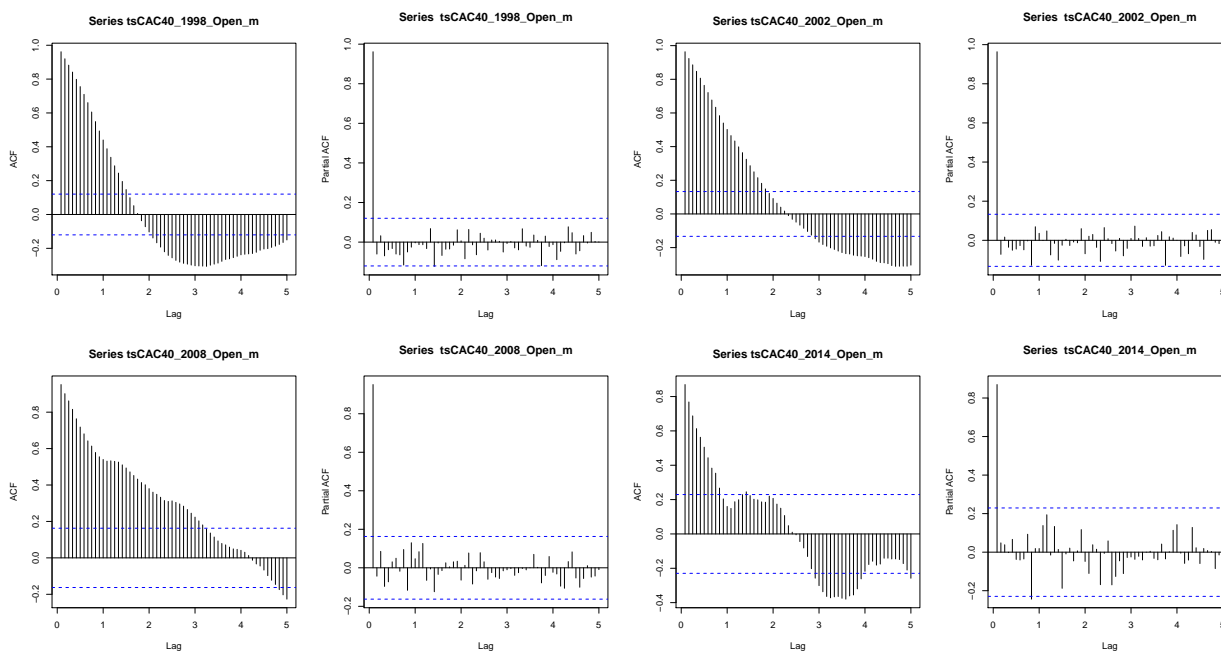 Series tsCAC40_1998_Open_m
ACF
1.0
0.8
0.6
0.4
0.2
0.0
−0.2
0 1 2 3 4 5
Lag
Series tsCAC40_1998_Open_m
Partial ACF
1.0
0.8
0.6
0.4
0.2
0.0
0 1 2 3 4 5
Lag
Series tsCAC40_2002_Open_m
ACF
1.0
0.8
0.6
0.4
0.2
0.0
−0.2
0 1 2 3 4 5
Lag
Series tsCAC40_2002_Open_m
Partial ACF
1.0
0.8
0.6
0.4
0.2
0.0
0 1 2 3 4 5
Lag
Series tsCAC40_2008_Open_m
ACF
0.8
0.6
0.4
0.2
0.0
−0.2
0 1 2 3 4 5
Lag
Series tsCAC40_2008_Open_m
Partial ACF
0.8
0.6
0.4
0.2
0.0
−0.2
0 1 2 3 4 5
Lag
Series tsCAC40_2014_Open_m
ACF
0.8
0.6
0.4
0.2
0.0
−0.2
−0.4
0 1 2 3 4 5
Lag
Series tsCAC40_2014_Open_m
Partial ACF
0.8
0.6
0.4
0.2
0.0
−0.2
0 1 2 3 4 5
Lag